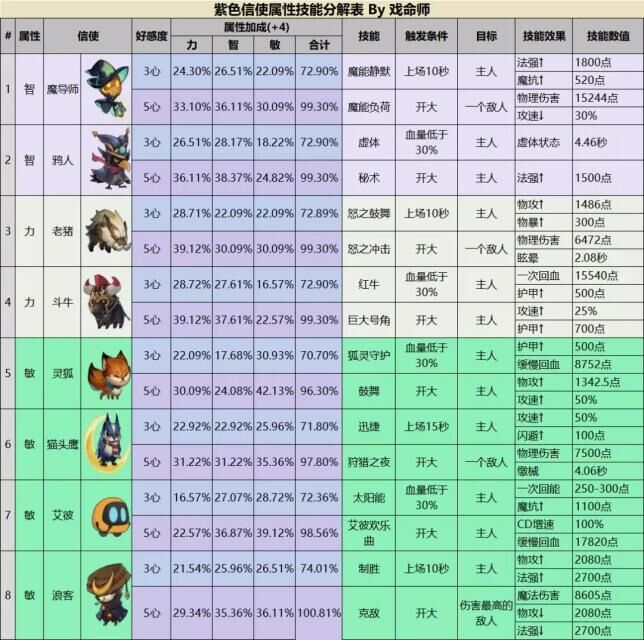 紫色信使属性技能分解表 By 戏命师
# 属性 信使 好感度 属性加成(+4) 技能 触发条件 目标 技能效果 技能数值
力 智 敏 合计
1 智 魔导师 3心 24.30% 26.51% 22.09% 72.90% 魔能静默 上场10秒 主人 法强↑ 1800点
魔抗↑ 520点
5心 33.10% 36.11% 30.09% 99.30% 魔能负荷 开大 一个敌人 物理伤害 15244点
攻速↓ 30%
2 智 鸦人 3心 26.51% 28.17% 18.22% 72.90% 虚体 血量低于30% 主人 虚体状态 4.46秒
5心 36.11% 38.37% 24.82% 99.30% 秘术 开大 主人 法强↑ 1500点
3 力 老猪 3心 28.71% 22.09% 22.09% 72.89% 怒之鼓舞 上场10秒 主人 物攻↑ 1486点
物暴↑ 300点
5心 39.12% 30.09% 30.09% 99.30% 怒之冲击 开大 一个敌人 物理伤害 6472点
眩晕 2.08秒
4 力 斗牛 3心 28.72% 27.61% 16.57% 72.90% 红牛 血量低于30% 主人 一次回血 15540点
护甲↑ 500点
5心 39.12% 37.61% 22.57% 99.30% 巨大号角 开大 主人 攻速↑ 25%
护甲↑ 700点
5 敏 灵狐 3心 22.09% 17.68% 30.93% 70.70% 狐灵守护 血量低于30% 主人 护甲↑ 500点
缓慢回血 8752点
5心 30.09% 24.08% 42.13% 96.30% 鼓舞 开大 主人 物攻↑ 1342.5点
攻速↑ 50%
6 敏 猫头鹰 3心 22.92% 22.92% 25.96% 71.80% 迅捷 上场15秒 主人 攻速↑ 50%
闪避↑ 100点
5心 31.22% 31.22% 35.36% 97.80% 狩猎之夜 开大 一个敌人 物理伤害 7500点
缴械 4.06秒
7 敏 艾彼 3心 16.57% 27.07% 28.72% 72.36% 太阳能 血量低于30% 主人 一次回能 250-300点
魔抗↑ 1100点
5心 22.57% 36.87% 39.12% 98.56% 艾彼欢乐曲 开大 主人 CD增速 100%
缓慢回血 17820点
8 敏 浪客 3心 21.54% 25.96% 26.51% 74.01% 制胜 上场10秒 主人 物攻↑ 2080点
法强↑ 2700点
5心 29.34% 35.36% 36.11% 100.81% 克敌 开大 伤害最高的敌人 魔法伤害 8605点
物攻↓ 2080点
法强↓ 2700点